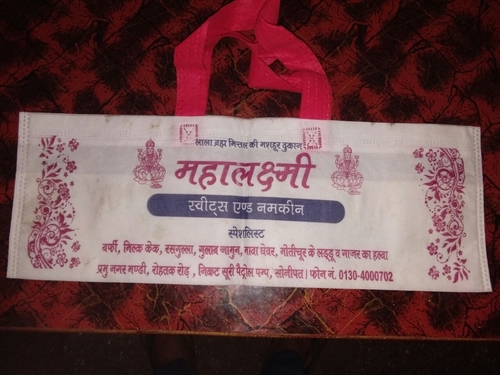 लाला ब्रह्म मित्तल की मशहूर दुकान
महालक्ष्मी
स्वीट्स एण्ड नमकीन
स्पेशलिस्ट
बर्फी, मिल्क केक, रसगुल्ला, गुलाब जामुन, मावा घेवर, मोतीचूर के लड्डू व गाजर का हलवा
प्रभु नगर मण्डी, रोहतक रोड़, निकट सूरी पैट्रोल पम्प, सोनीपत। फोन नं. 0130-4000702